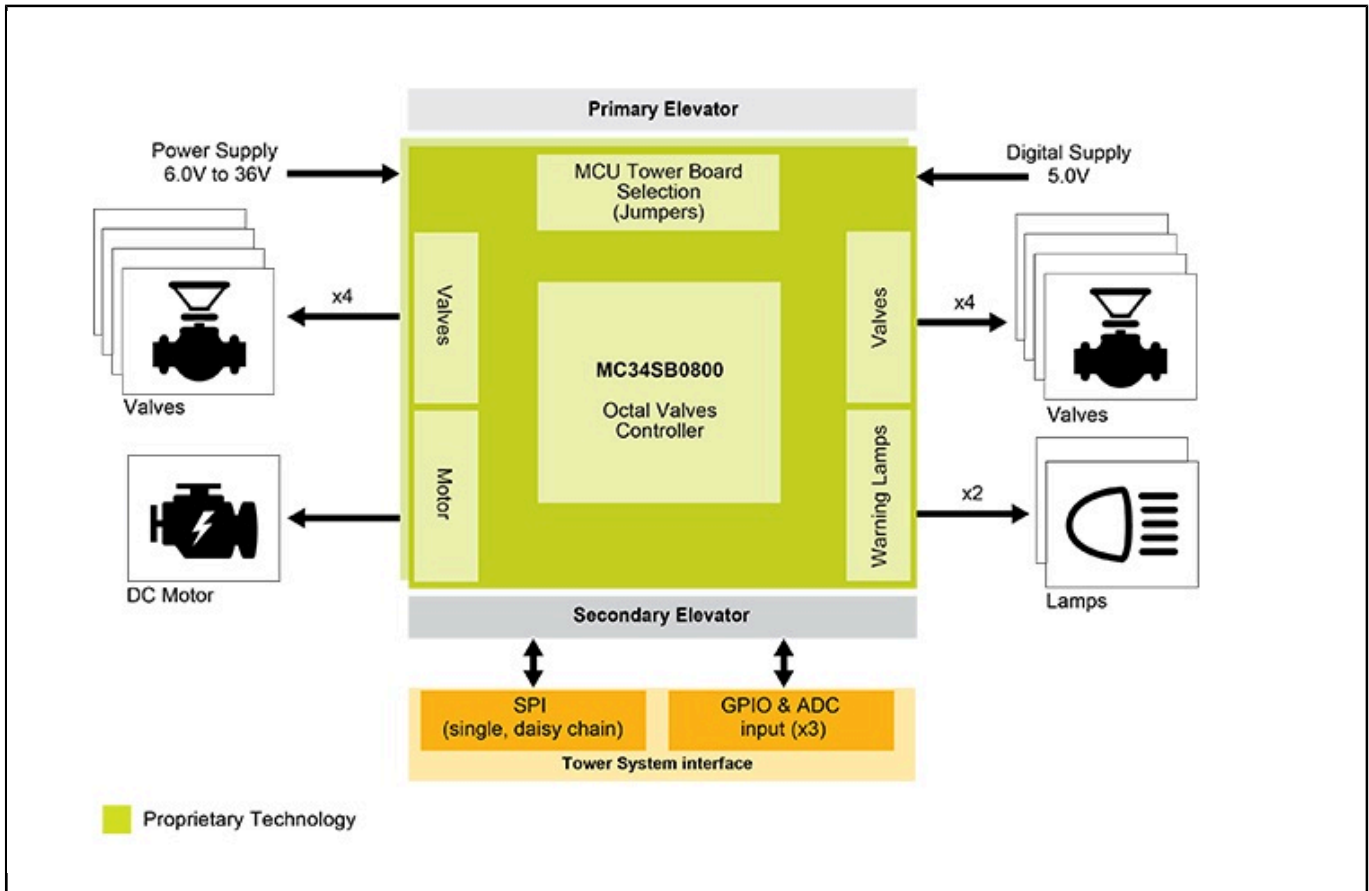 Primary Elevator
Power Supply
6.0V to 36V
Digital Supply
5.0V
MCU Tower Board
Selection
(Jumpers)
x4
Valves
Valves
x4
MC34SB0800
Octal Valves
Controller
Valves
Valves
Motor
Warning Lamps
x2
DC Motor
Lamps
Secondary Elevator
SPI
(single, daisy chain)
GPIO & ADC
input (x3)
Tower System interface
Proprietary Technology